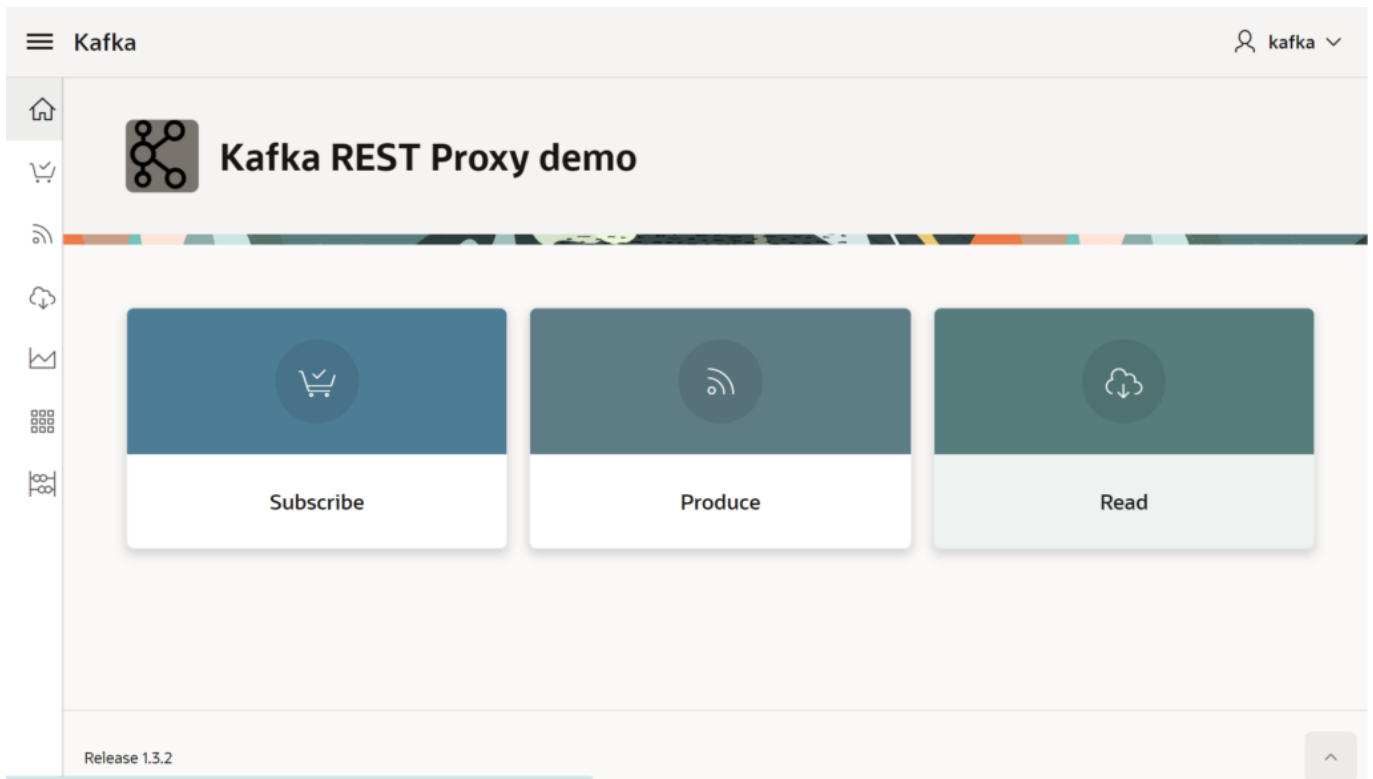 Kafka
kafka
Kafka REST Proxy demo
Subscribe
Produce
Read
Release 1.3.2